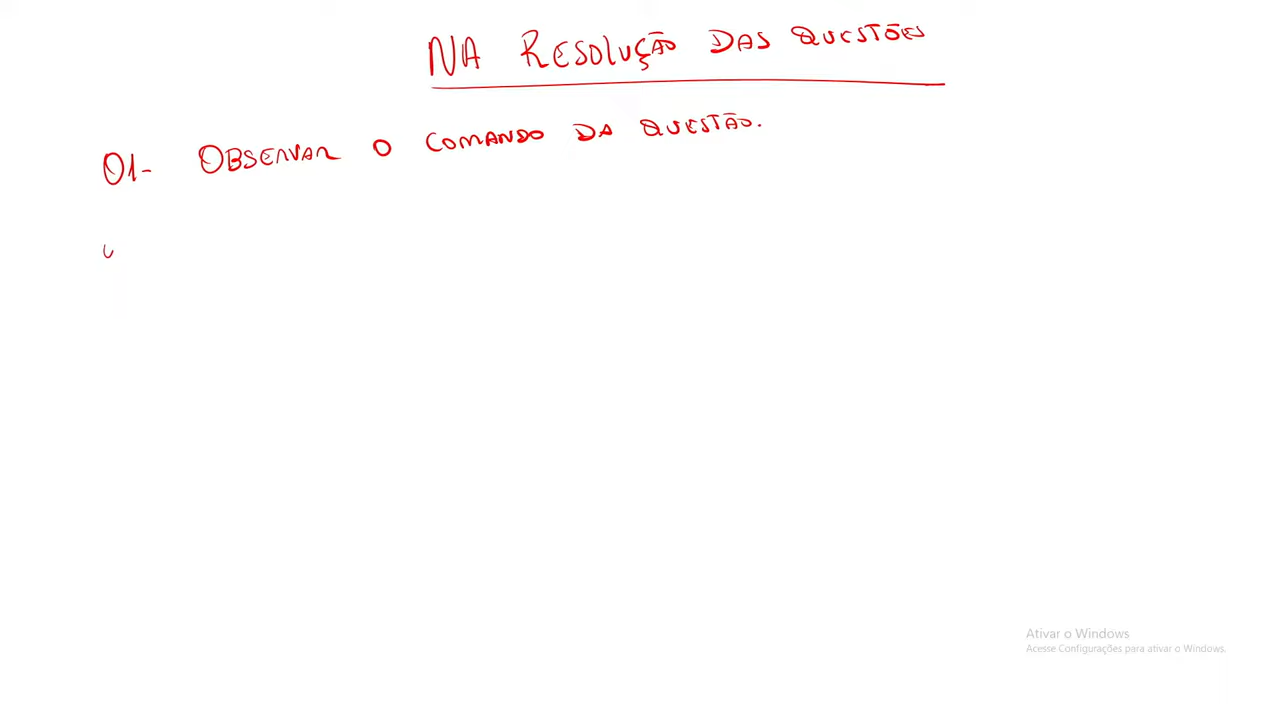 NA RESOLUÇÃO DAS QUESTÕES
01- OBSERVAR O COMANDO DA QUESTÃO.
Ativar o Windows
Acesse Configurações para ativar o Windows.